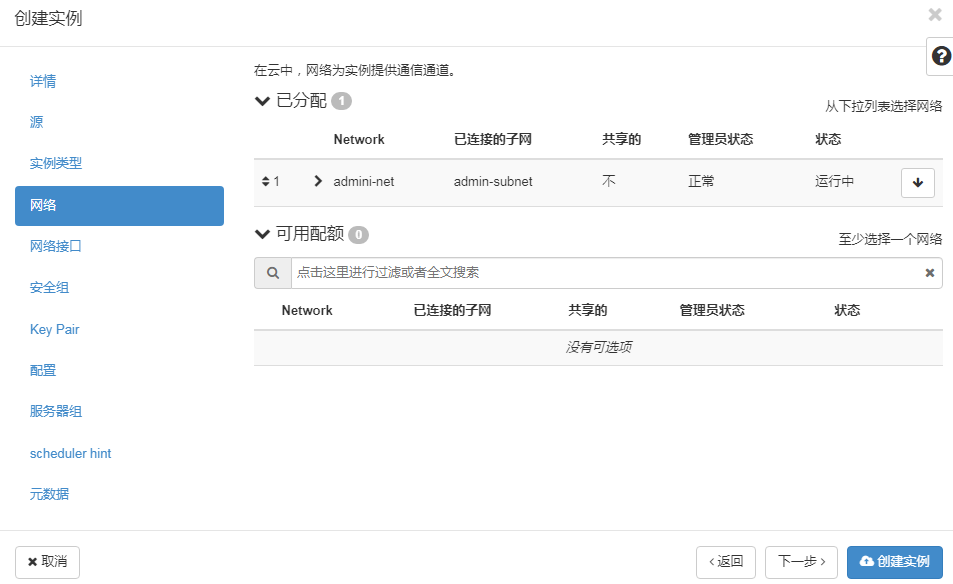 创建实例
详情
源
实例类型
网络
网络接口
安全组
Key Pair
配置
服务器组
scheduler hint
元数据
在云中，网络为实例提供通信通道。
已分配 1
从下拉列表选择网络
Network 已连接的子网 共享的 管理员状态 状态
1 admini-net admin-subnet 不 正常 运行中
可用配额 0
至少选择一个网络
点击这里进行过滤或者全文搜索
Network 已连接的子网 共享的 管理员状态 状态
没有可选项
取消
返回
下一步
创建实例